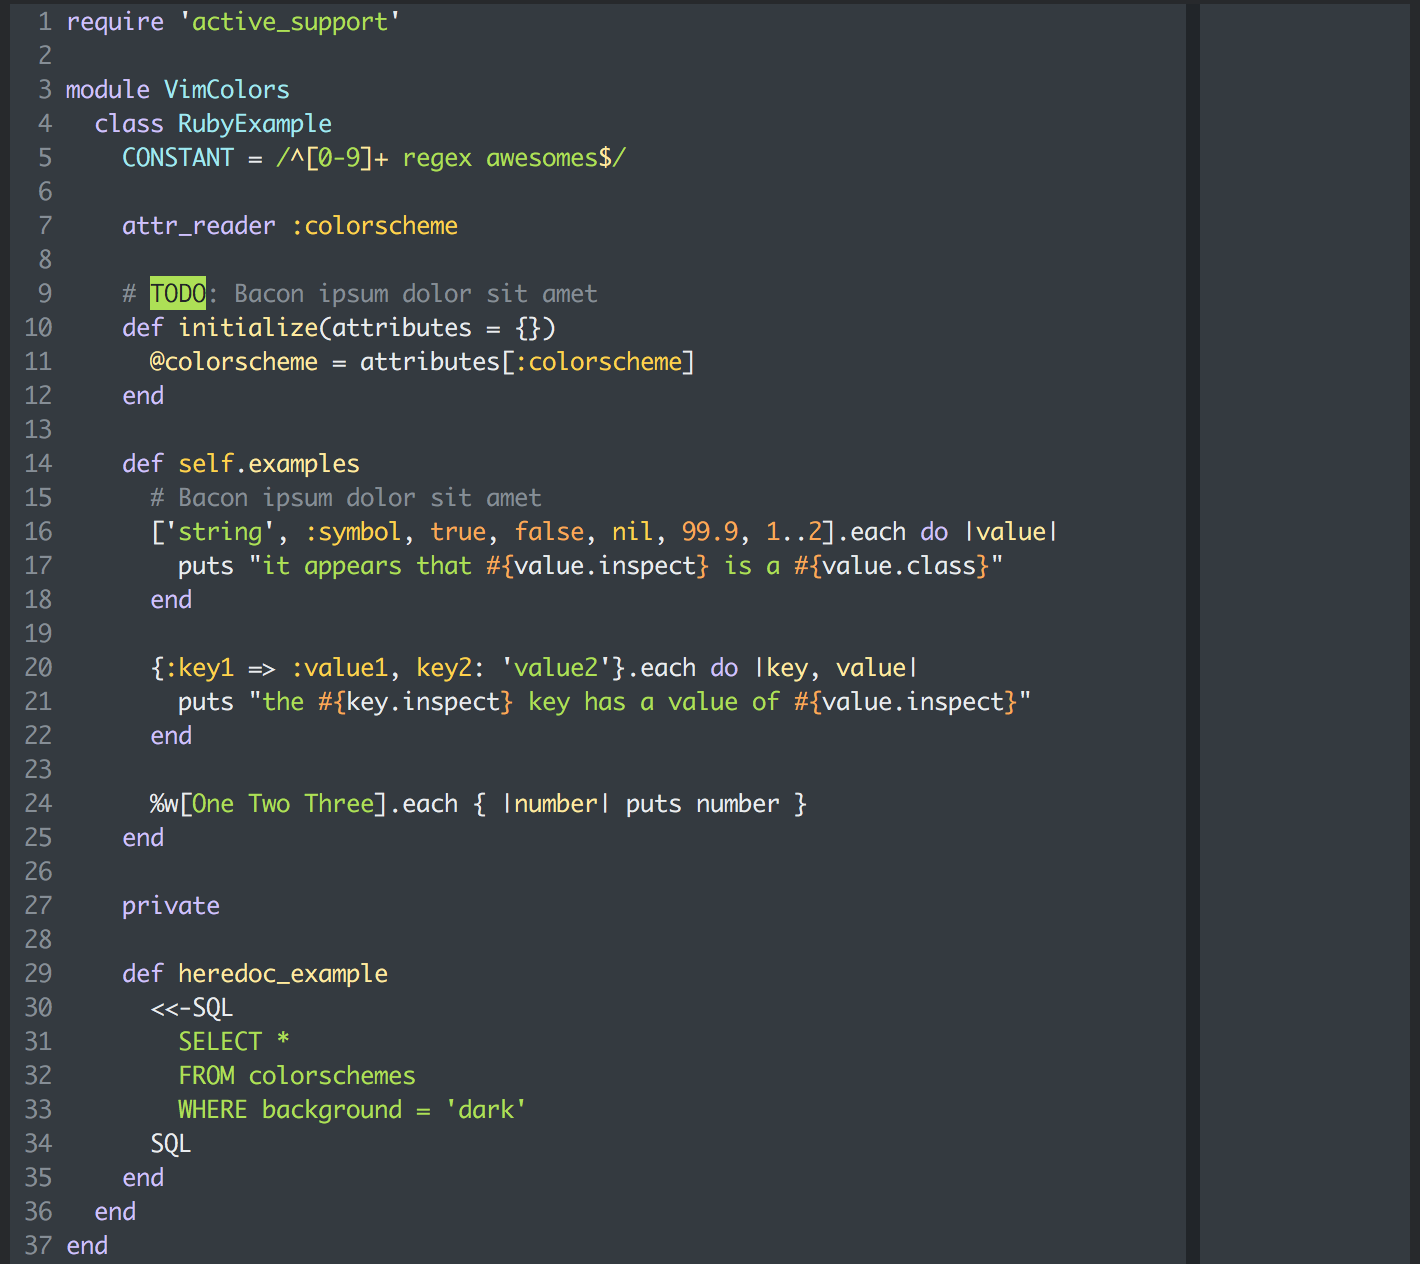 1 require 'active_support'
2
3 module VimColors
4   class RubyExample
5     CONSTANT = /^[0-9]+ regex awesomes$/
6
7     attr_reader :colorscheme
8
9     # TODO: Bacon ipsum dolor sit amet
10     def initialize(attributes = {})
11       @colorscheme = attributes[:colorscheme]
12     end
13
14     def self.examples
15       # Bacon ipsum dolor sit amet
16       ['string', :symbol, true, false, nil, 99.9, 1..2].each do |value|
17         puts "it appears that #{value.inspect} is a #{value.class}"
18       end
19
20       {:key1 => :value1, key2: 'value2'}.each do |key, value|
21         puts "the #{key.inspect} key has a value of #{value.inspect}"
22       end
23
24       %w[One Two Three].each { |number| puts number }
25     end
26
27     private
28
29     def heredoc_example
30       <<-SQL
31         SELECT *
32         FROM colorschemes
33         WHERE background = 'dark'
34       SQL
35     end
36   end
37 end